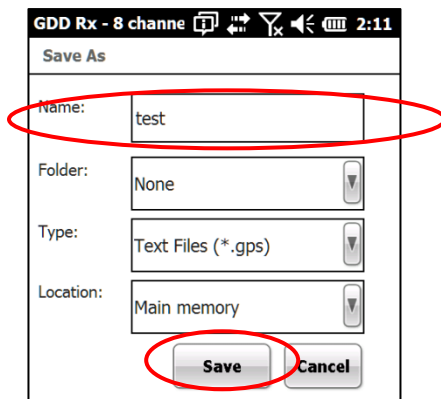 GDD Rx - 8 channe 2:11
Save As
Name: test
Folder: None
Type: Text Files (*.gps)
Location: Main memory
Save Cancel